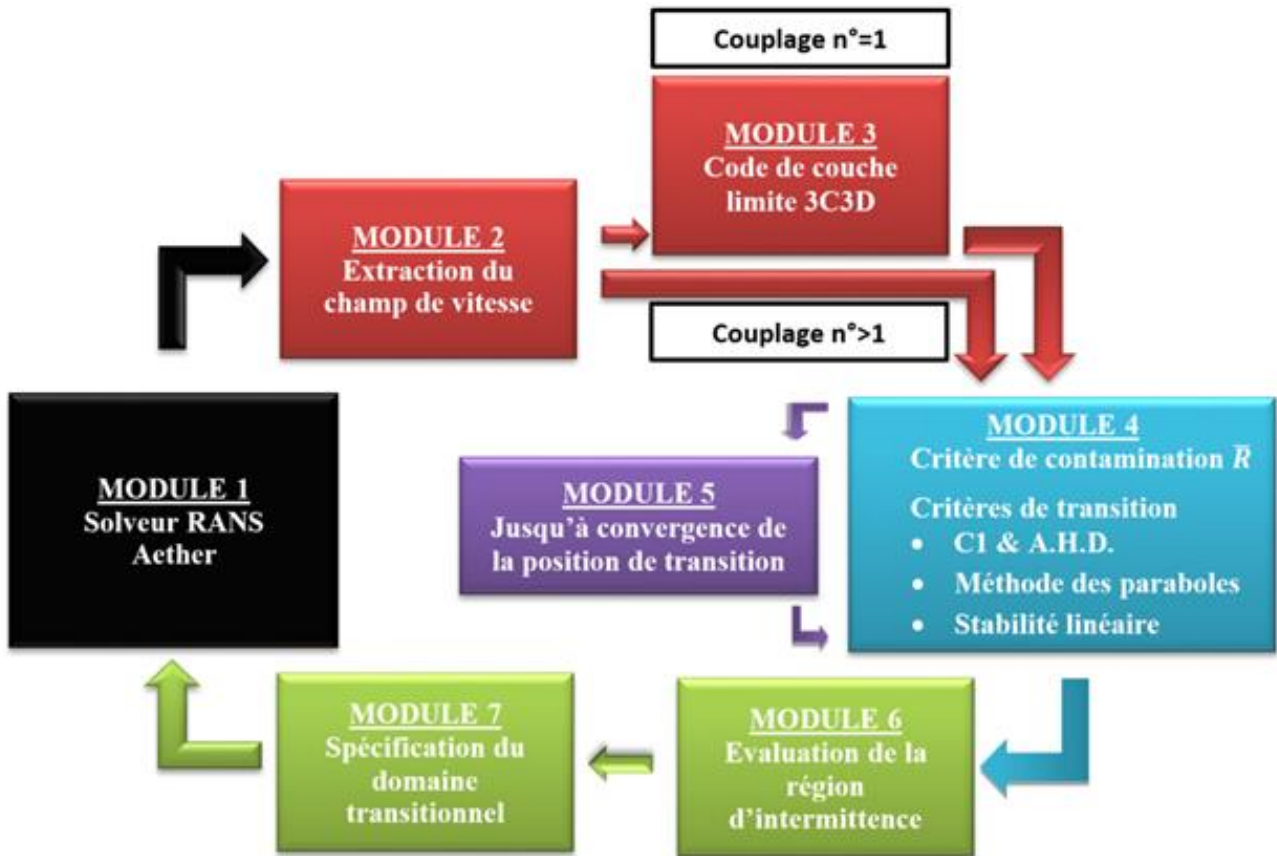 Couplage n°=1
MODULE 3
Code de couche
limite 3C3D
MODULE 2
Extraction du
champ de vitesse
Couplage n°>1
MODULE 1
Solveur RANS
Aether
MODULE 5
Jusqu’à convergence de
la position de transition
MODULE 4
Critère de contamination R̅
Critères de transition
• C1 & A.H.D.
• Méthode des paraboles
• Stabilité linéaire
MODULE 7
Spécification du
domaine
transitionnel
MODULE 6
Evaluation de la
région
d’intermittence